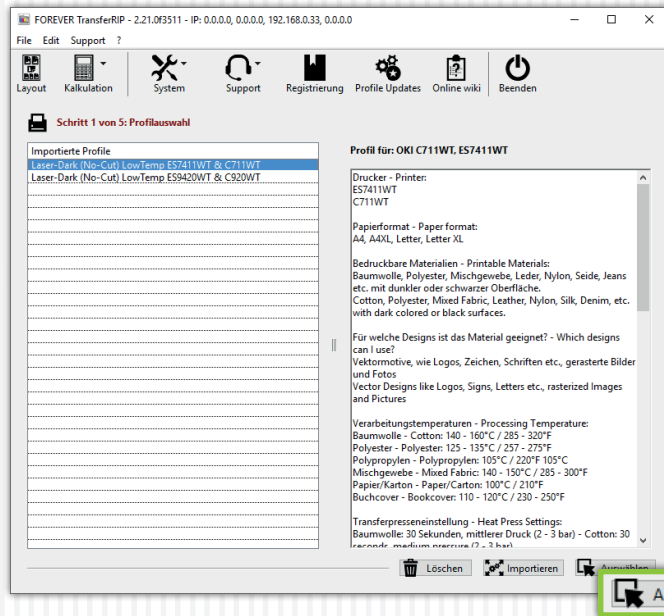 FOREVER TransferRIP - 2.21.0f3511 - IP: 0.0.0.0, 0.0.0.0, 192.168.0.33, 0.0.0.0
File Edit Support ?
Layout Kalkulation System Support Registrierung Profile Updates Online wiki Beenden
Schritt 1 von 5: Profilauswahl
Importierte Profile
Laser-Dark (No-Cut) LowTemp ES7411WT & C711WT
Laser-Dark (No-Cut) LowTemp ES9420WT & C920WT
Profil für: OKI C711WT, ES7411WT
Drucker - Printer:
ES7411WT
C711WT
Papierformat - Paper format:
A4, A4XL, Letter, Letter XL
Bedruckbare Materialien - Printable Materials:
Baumwolle, Polyester, Mischgewebe, Leder, Nylon, Seide, Jeans
etc. mit dunkler oder schwarzer Oberfläche.
Cotton, Polyester, Mixed Fabric, Leather, Nylon, Silk, Denim, etc.
with dark colored or black surfaces.
Für welche Designs ist das Material geeignet? - Which designs
can I use?
Vektormotive, wie Logos, Zeichen, Schriften etc., gerasterte Bilder
und Fotos
Vector Designs like Logos, Signs, Letters etc., rasterized Images
and Pictures
Verarbeitungstemperaturen - Processing Temperature:
Baumwolle - Cotton: 140 - 160°C / 285 - 320°F
Polyester - Polyester: 125 - 135°C / 257 - 275°F
Polypropylen - Polypropylen: 105°C / 220°F 105°C
Mischgewebe - Mixed Fabric: 140 - 150°C / 285 - 300°F
Papier/Karton - Paper/Carton: 100°C / 210°F
Buchcover - Bookcover: 110 - 120°C / 230 - 250°F
Transferpresseneinstellung - Heat Press Settings:
Baumwolle: 30 Sekunden, mittlerer Druck (2 - 3 bar) - Cotton: 30
seconds, medium pressure (2 - 3 bar)
Löschen Importieren Auswählen
A